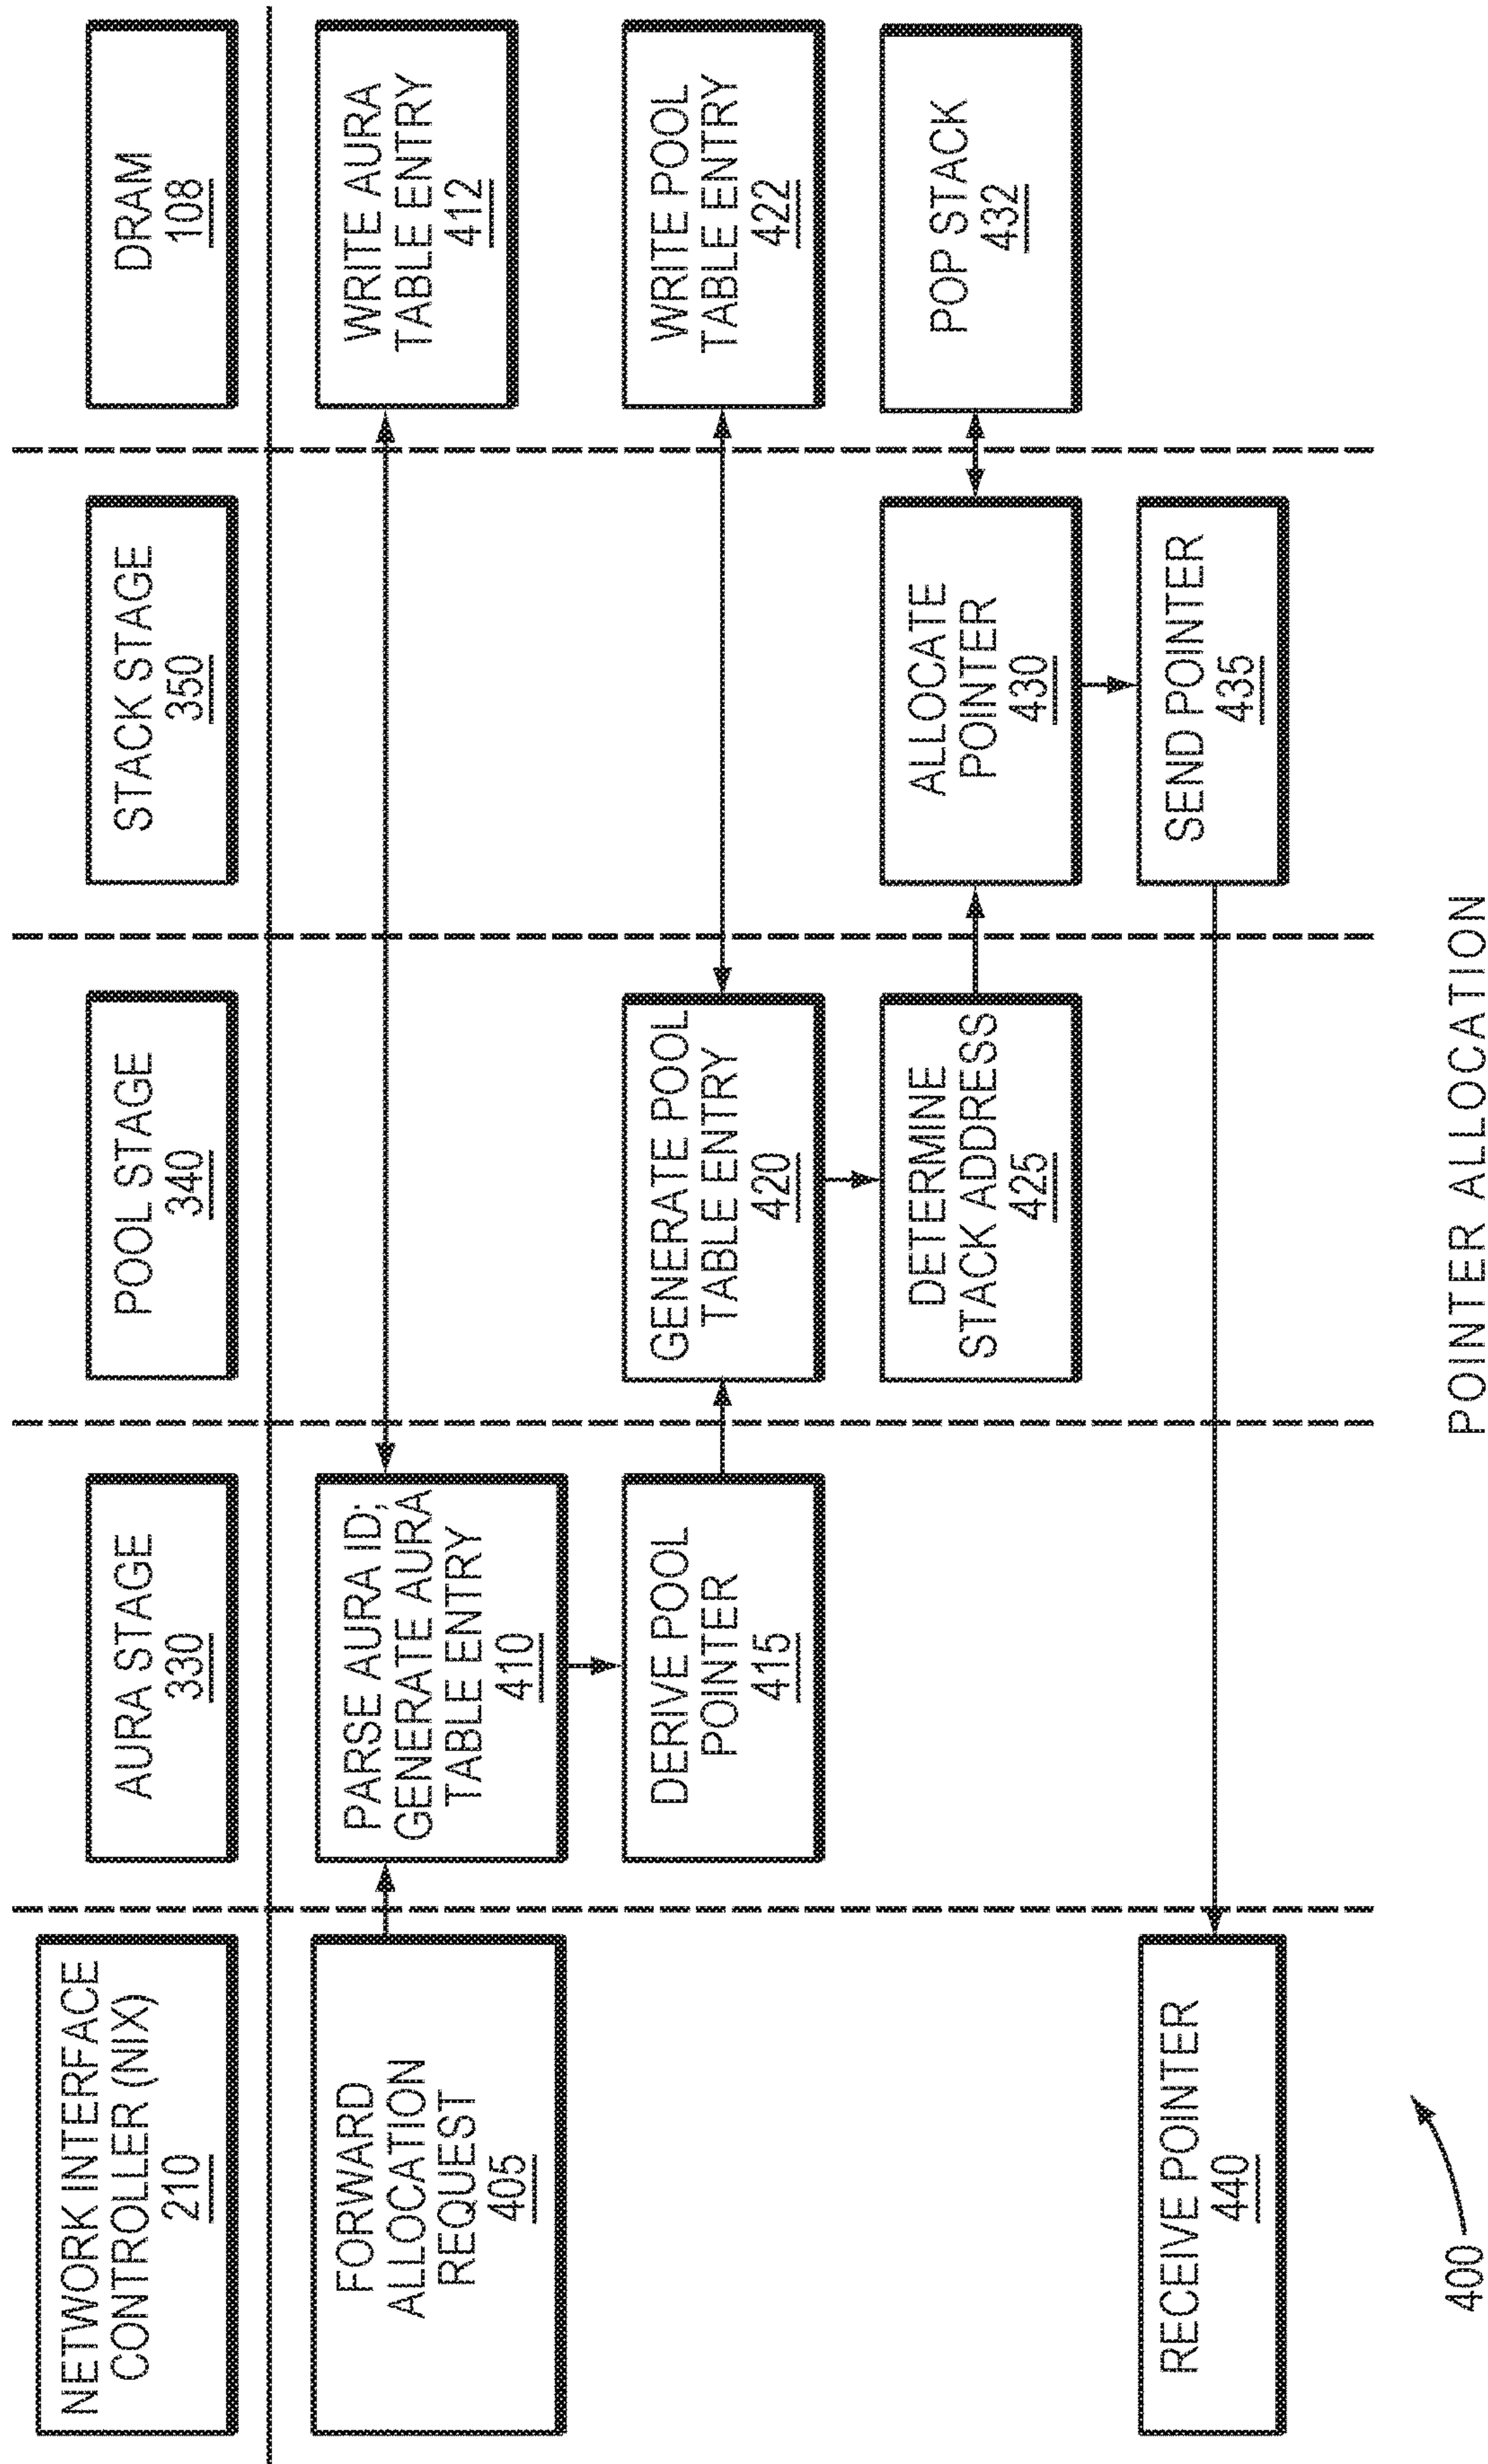 NETWORK INTERFACE
CONTROLLER (NIX)
210
AURA STAGE
330
POOL STAGE
340
STACK STAGE
350
DRAM
108
FORWARD
ALLOCATION
REQUEST
405
PARSE AURA ID;
GENERATE AURA
TABLE ENTRY
410
WRITE AURA
TABLE ENTRY
412
DERIVE POOL
POINTER
415
GENERATE POOL
TABLE ENTRY
420
WRITE POOL
TABLE ENTRY
422
DETERMINE
STACK ADDRESS
425
ALLOCATE
POINTER
430
POP STACK
432
RECEIVE POINTER
440
SEND POINTER
435
400
POINTER ALLOCATION